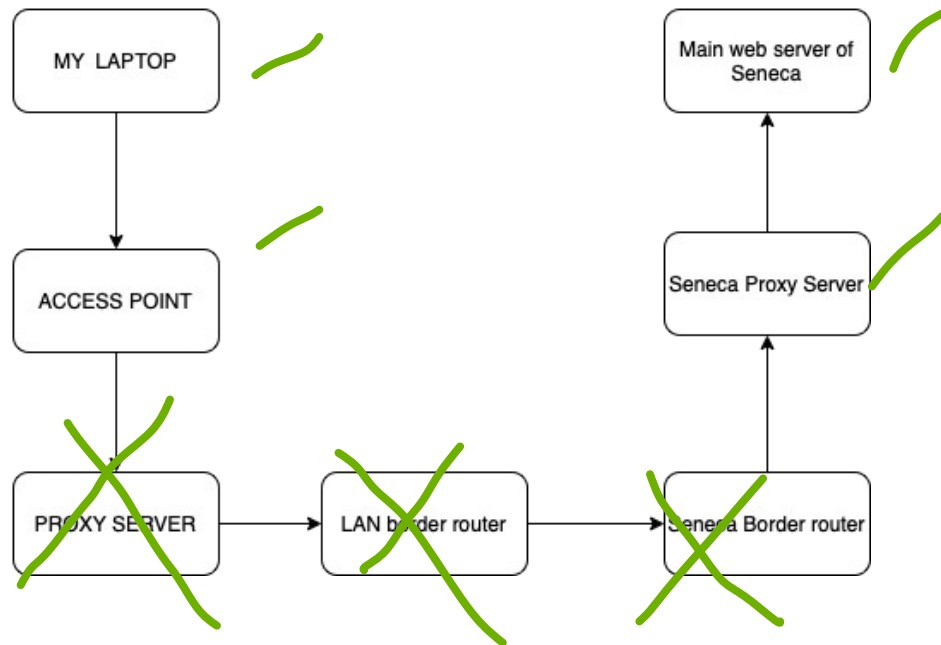 MY LAPTOP
ACCESS POINT
PROXY SERVER
LAN border router
Seneca Border router
Seneca Proxy Server
Main web server of
Seneca